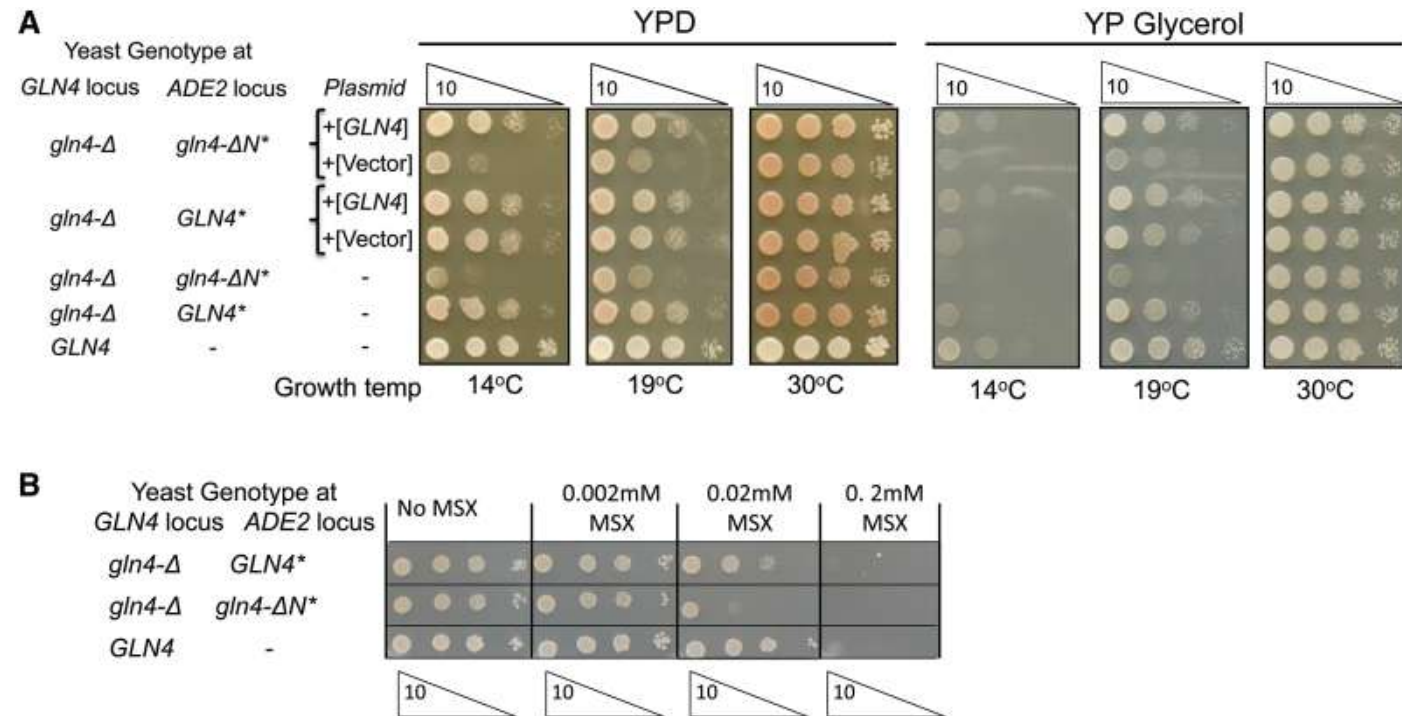 A
YPD
YP Glycerol
Yeast Genotype at
GLN4 locus ADE2 locus Plasmid
10 10 10 10 10 10
gln4-Δ gln4-ΔN* +[GLN4]
+[Vector]
gln4-Δ GLN4* +[GLN4]
+[Vector]
gln4-Δ gln4-ΔN* -
gln4-Δ GLN4* -
GLN4 - -
Growth temp 14°C 19°C 30°C 14°C 19°C 30°C
B
Yeast Genotype at
GLN4 locus ADE2 locus
No MSX
0.002mM
MSX
0.02mM
MSX
0. 2mM
MSX
gln4-Δ GLN4*
gln4-Δ gln4-ΔN*
GLN4 -
10 10 10 10